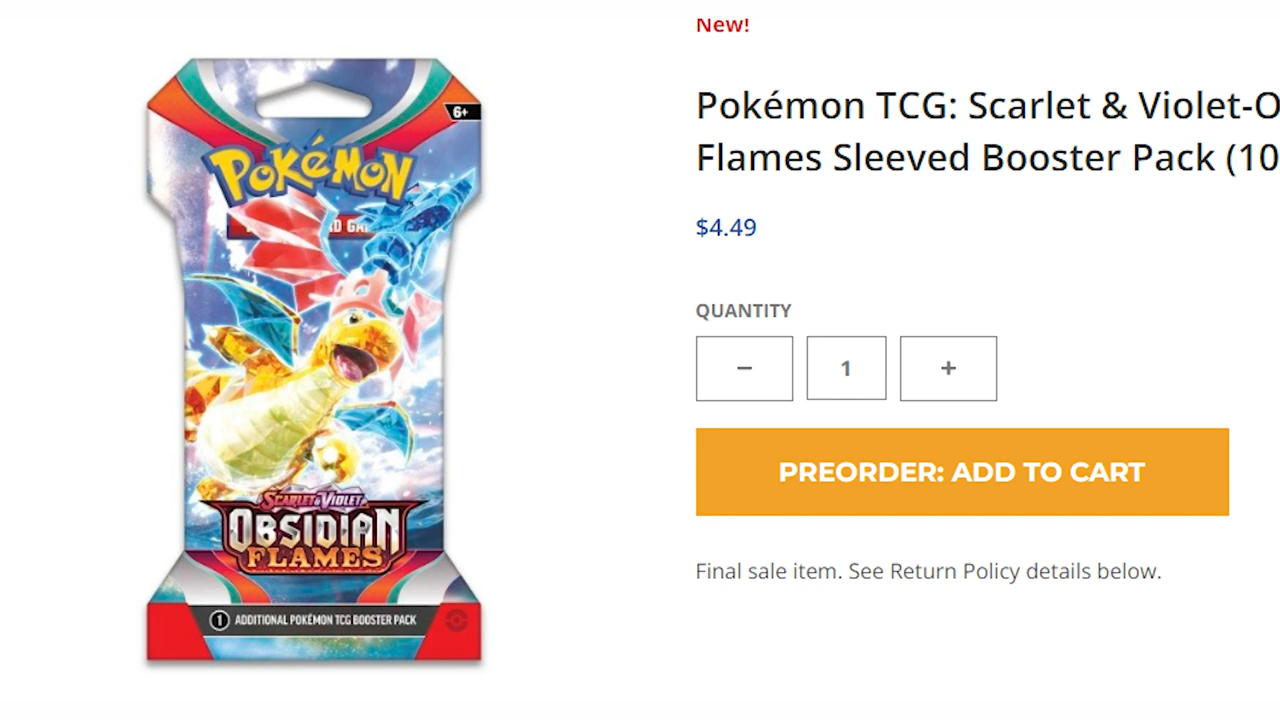 6+
POKéMON
D GA
SCARLET & VIOLET
OBSIDIAN
FLAMES
1 ADDITIONAL POKÉMON TCG BOOSTER PACK
New!
Pokémon TCG: Scarlet & Violet-O
Flames Sleeved Booster Pack (10
$4.49
QUANTITY
− 1 +
PREORDER: ADD TO CART
Final sale item. See Return Policy details below.